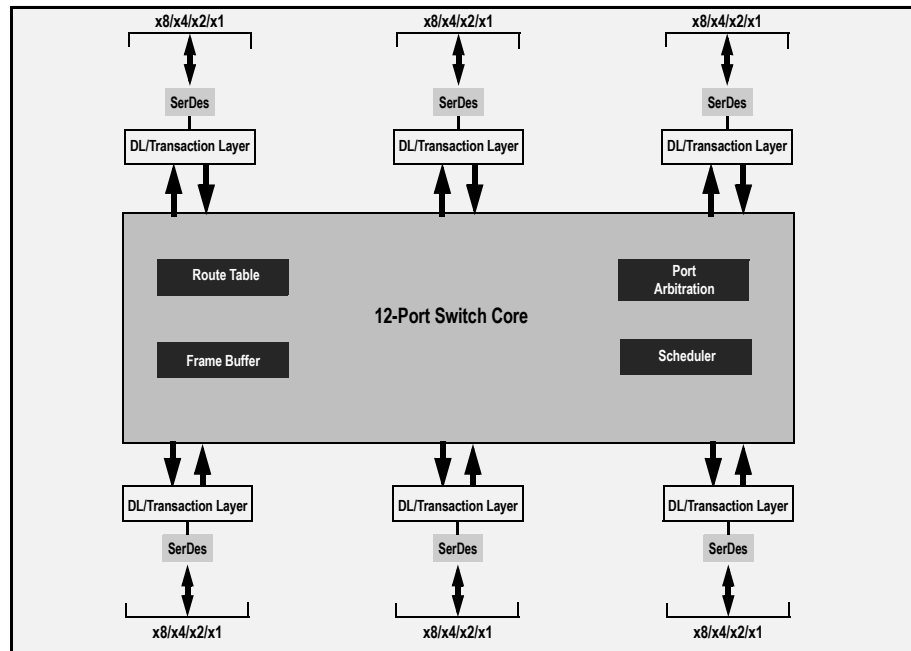 x8/x4/x2/x1 x8/x4/x2/x1 x8/x4/x2/x1
SerDes SerDes SerDes
DL/Transaction Layer DL/Transaction Layer DL/Transaction Layer
Route Table
Port
Arbitration
12-Port Switch Core
Frame Buffer
Scheduler
DL/Transaction Layer DL/Transaction Layer DL/Transaction Layer
SerDes SerDes SerDes
x8/x4/x2/x1 x8/x4/x2/x1 x8/x4/x2/x1